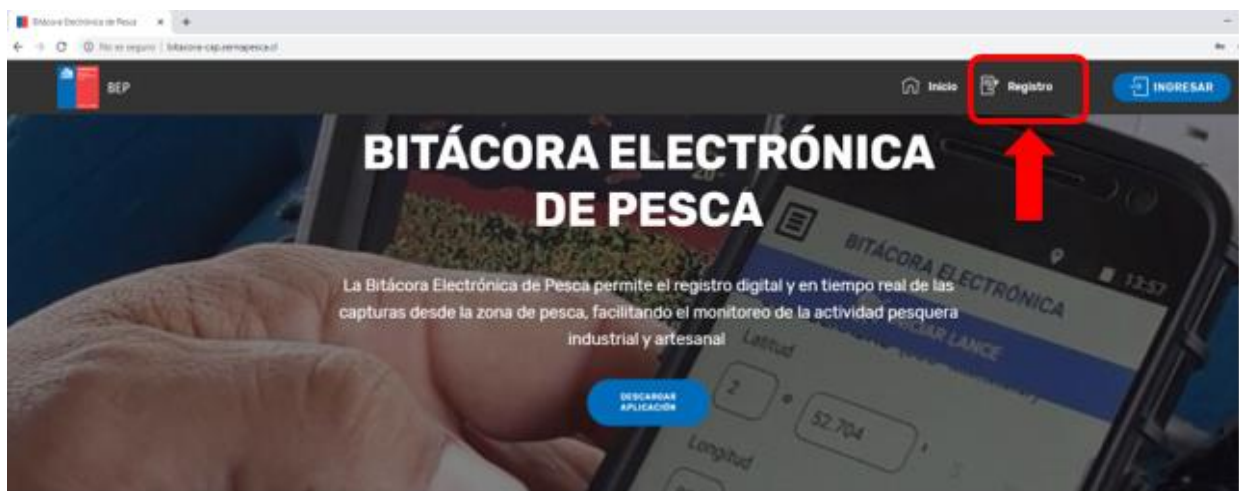 Bitácora Electrónica de Pesca
No es seguro | bitacora-cap.sernapesca.cl
BEP
Inicio
Registro
INGRESAR
BITÁCORA ELECTRÓNICA
DE PESCA
La Bitácora Electrónica de Pesca permite el registro digital y en tiempo real de las
capturas desde la zona de pesca, facilitando el monitoreo de la actividad pesquera
industrial y artesanal
DESCARGAR
APLICACIÓN
20
13:57
BITÁCORA ELECTRÓNICA
INICIAR LANCE
Latitud
2 ° 52.704
Longitud